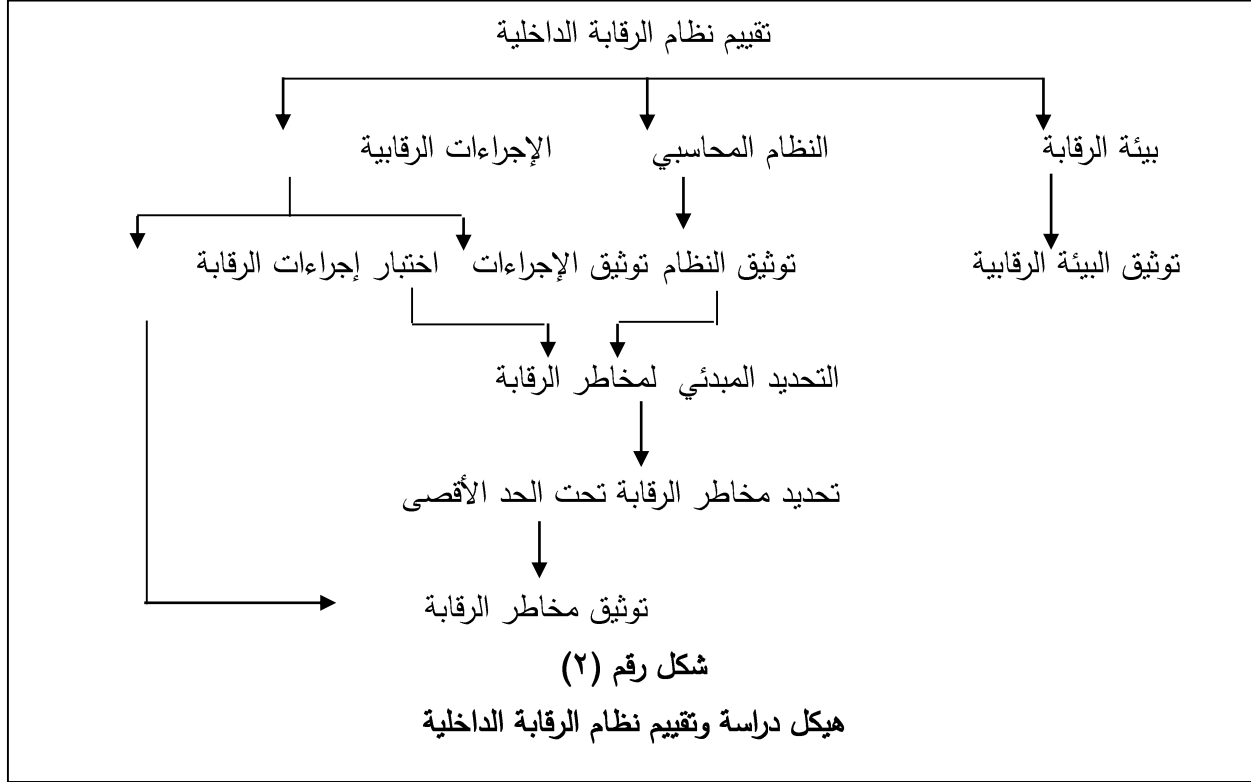 تقييم نظام الرقابة الداخلية
بيئة الرقابة النظام المحاسبي الإجراءات الرقابية
توثيق البيئة الرقابية توثيق النظام توثيق الإجراءات اختبار إجراءات الرقابة
التحديد المبدئي لمخاطر الرقابة
تحديد مخاطر الرقابة تحت الحد الأقصى
توثيق مخاطر الرقابة
شكل رقم (٢)
هيكل دراسة وتقييم نظام الرقابة الداخلية